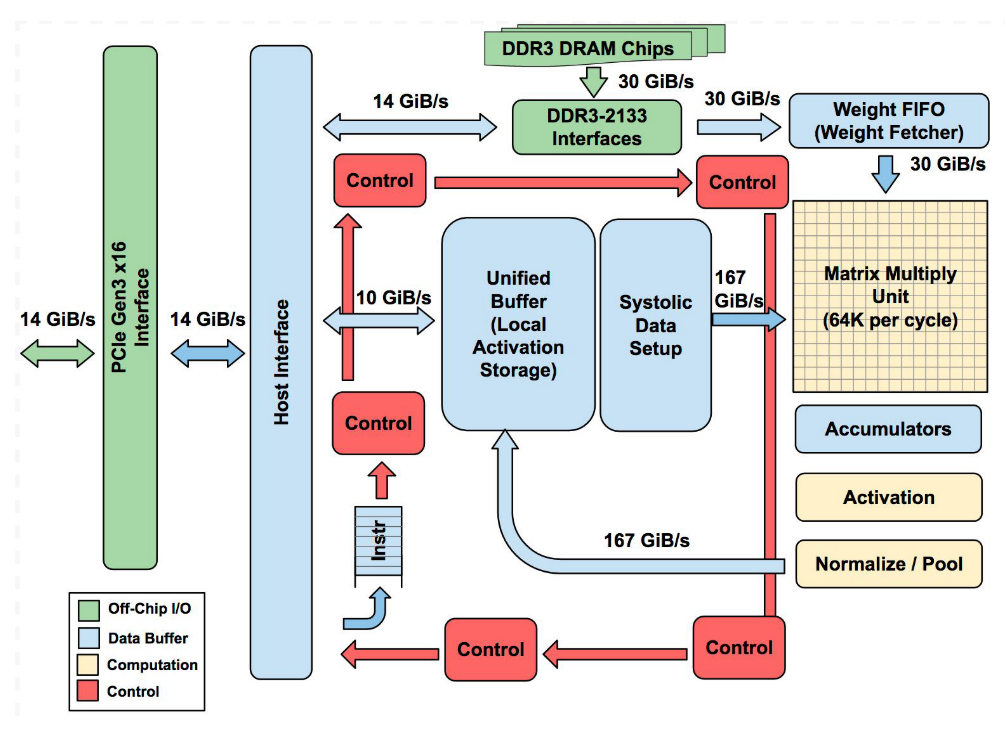 DDR3 DRAM Chips
30 GiB/s
14 GiB/s
DDR3-2133
Interfaces
30 GiB/s
Weight FIFO
(Weight Fetcher)
30 GiB/s
Control
Control
PCIe Gen3 x16
Interface
Host Interface
14 GiB/s
14 GiB/s
10 GiB/s
Unified
Buffer
(Local
Activation
Storage)
Systolic
Data
Setup
167
GiB/s
Matrix Multiply
Unit
(64K per cycle)
Control
Accumulators
Activation
Instr
167 GiB/s
Normalize / Pool
Off-Chip I/O
Data Buffer
Computation
Control
Control
Control